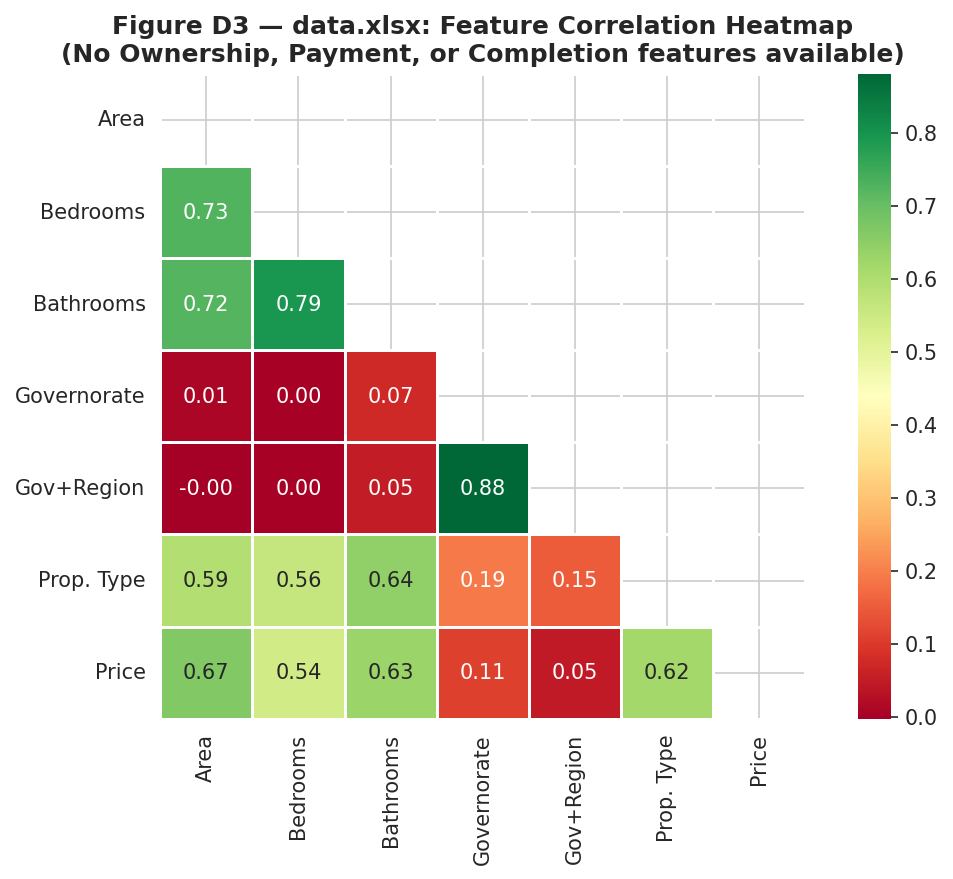 Figure D3 — data.xlsx: Feature Correlation Heatmap
(No Ownership, Payment, or Completion features available)
Area
Bedrooms 0.73
Bathrooms 0.72 0.79
Governorate 0.01 0.00 0.07
Gov+Region -0.00 0.00 0.05 0.88
Prop. Type 0.59 0.56 0.64 0.19 0.15
Price 0.67 0.54 0.63 0.11 0.05 0.62
Area Bedrooms Bathrooms Governorate Gov+Region Prop. Type Price
0.8
0.7
0.6
0.5
0.4
0.3
0.2
0.1
0.0